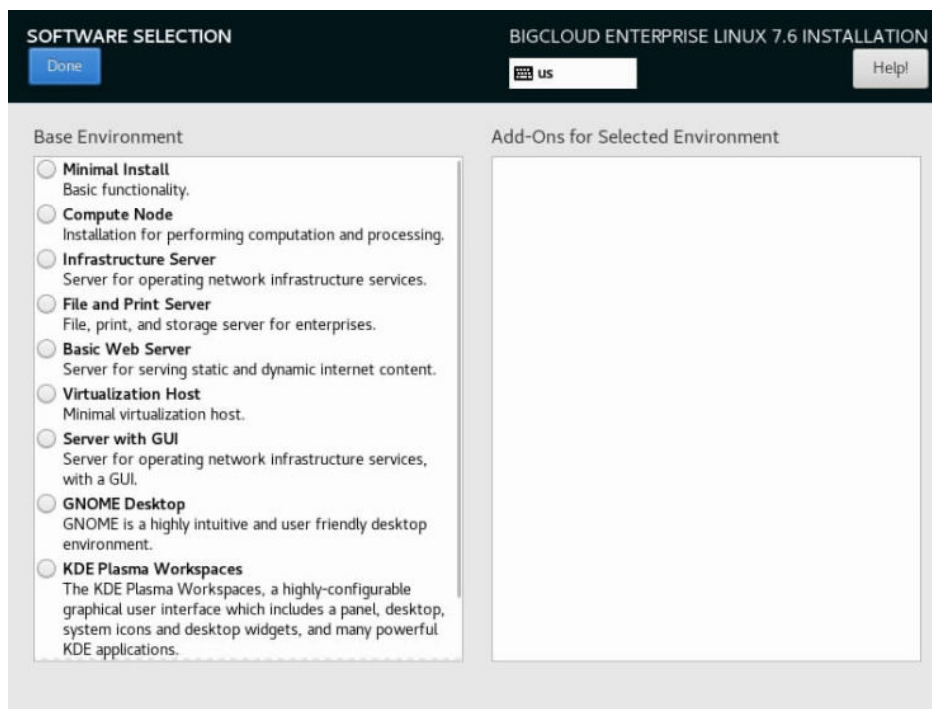 SOFTWARE SELECTION
Done
BIGCLOUD ENTERPRISE LINUX 7.6 INSTALLATION
us
Help!
Base Environment
Minimal Install
Basic functionality.
Compute Node
Installation for performing computation and processing.
Infrastructure Server
Server for operating network infrastructure services.
File and Print Server
File, print, and storage server for enterprises.
Basic Web Server
Server for serving static and dynamic internet content.
Virtualization Host
Minimal virtualization host.
Server with GUI
Server for operating network infrastructure services,
with a GUI.
GNOME Desktop
GNOME is a highly intuitive and user friendly desktop
environment.
KDE Plasma Workspaces
The KDE Plasma Workspaces, a highly-configurable
graphical user interface which includes a panel, desktop,
system icons and desktop widgets, and many powerful
KDE applications.
Add-Ons for Selected Environment